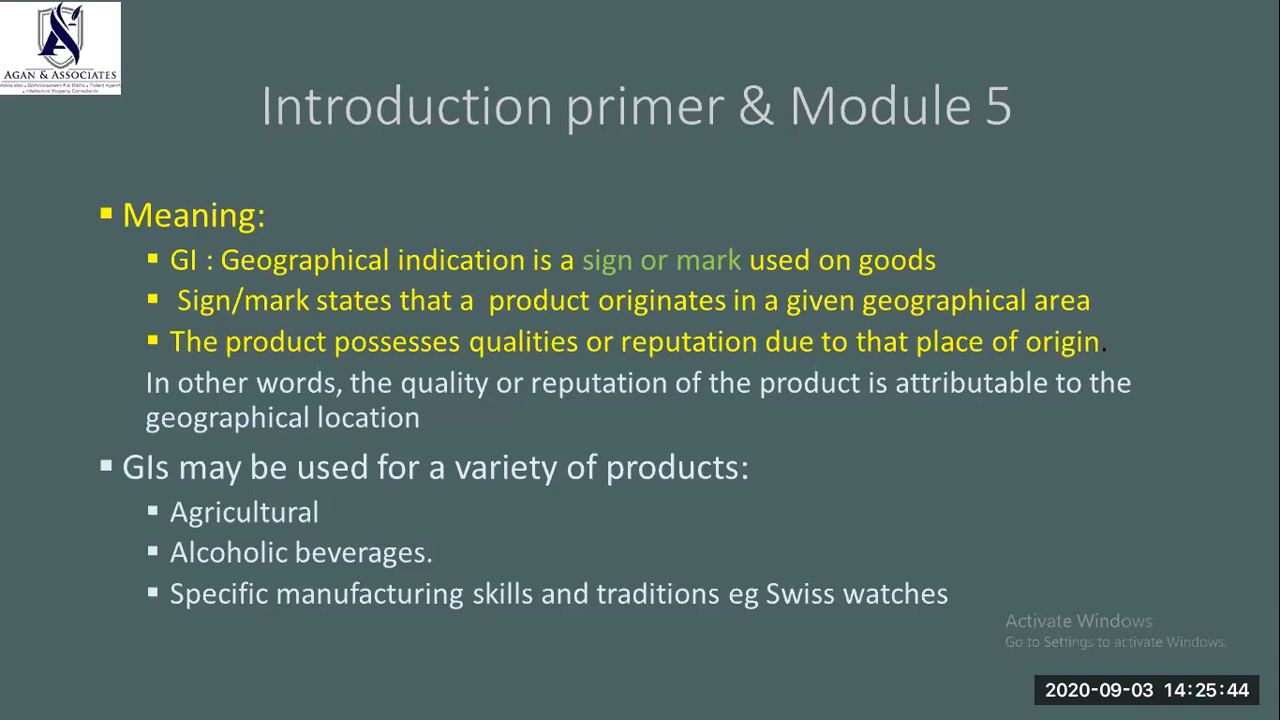 AGAN & ASSOCIATES
Introduction primer & Module 5
Meaning:
GI : Geographical indication is a sign or mark used on goods
Sign/mark states that a product originates in a given geographical area
The product possesses qualities or reputation due to that place of origin.
In other words, the quality or reputation of the product is attributable to the
geographical location
GIs may be used for a variety of products:
Agricultural
Alcoholic beverages.
Specific manufacturing skills and traditions eg Swiss watches
Activate Windows
Go to Settings to activate Windows.
2020-09-03 14:25:44